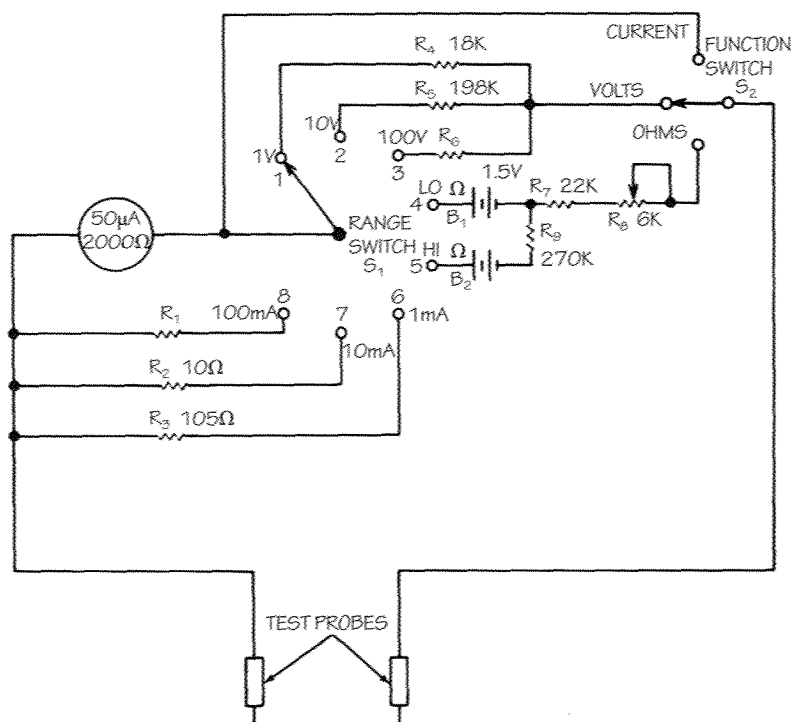 CURRENT
FUNCTION
SWITCH
S₂
R₄ 18K
R₅ 198K
VOLTS
10V
2
100V
3
R₆
OHMS
1V
1
1.5V
LO Ω
4
B₁
R₇ 22K
R₈ 6K
50μA
2000Ω
RANGE
SWITCH
S₁
HI Ω
5
B₂
R₉
270K
R₁
100mA
8
7
10mA
6
1mA
R₂ 10Ω
R₃ 105Ω
TEST PROBES